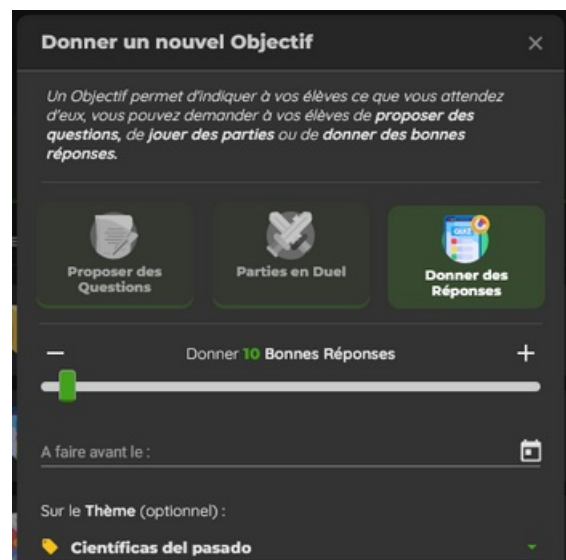 Donner un nouvel Objectif
Un Objectif permet d'indiquer à vos élèves ce que vous attendez
d'eux, vous pouvez demander à vos élèves de proposer des
questions, de jouer des parties ou de donner des bonnes
réponses.
Proposer des
Questions
Parties en Duel
QUIZ
Donner des
Réponses
Donner 10 Bonnes Réponses
A faire avant le :
Sur le Thème (optionnel) :
Científicas del pasado